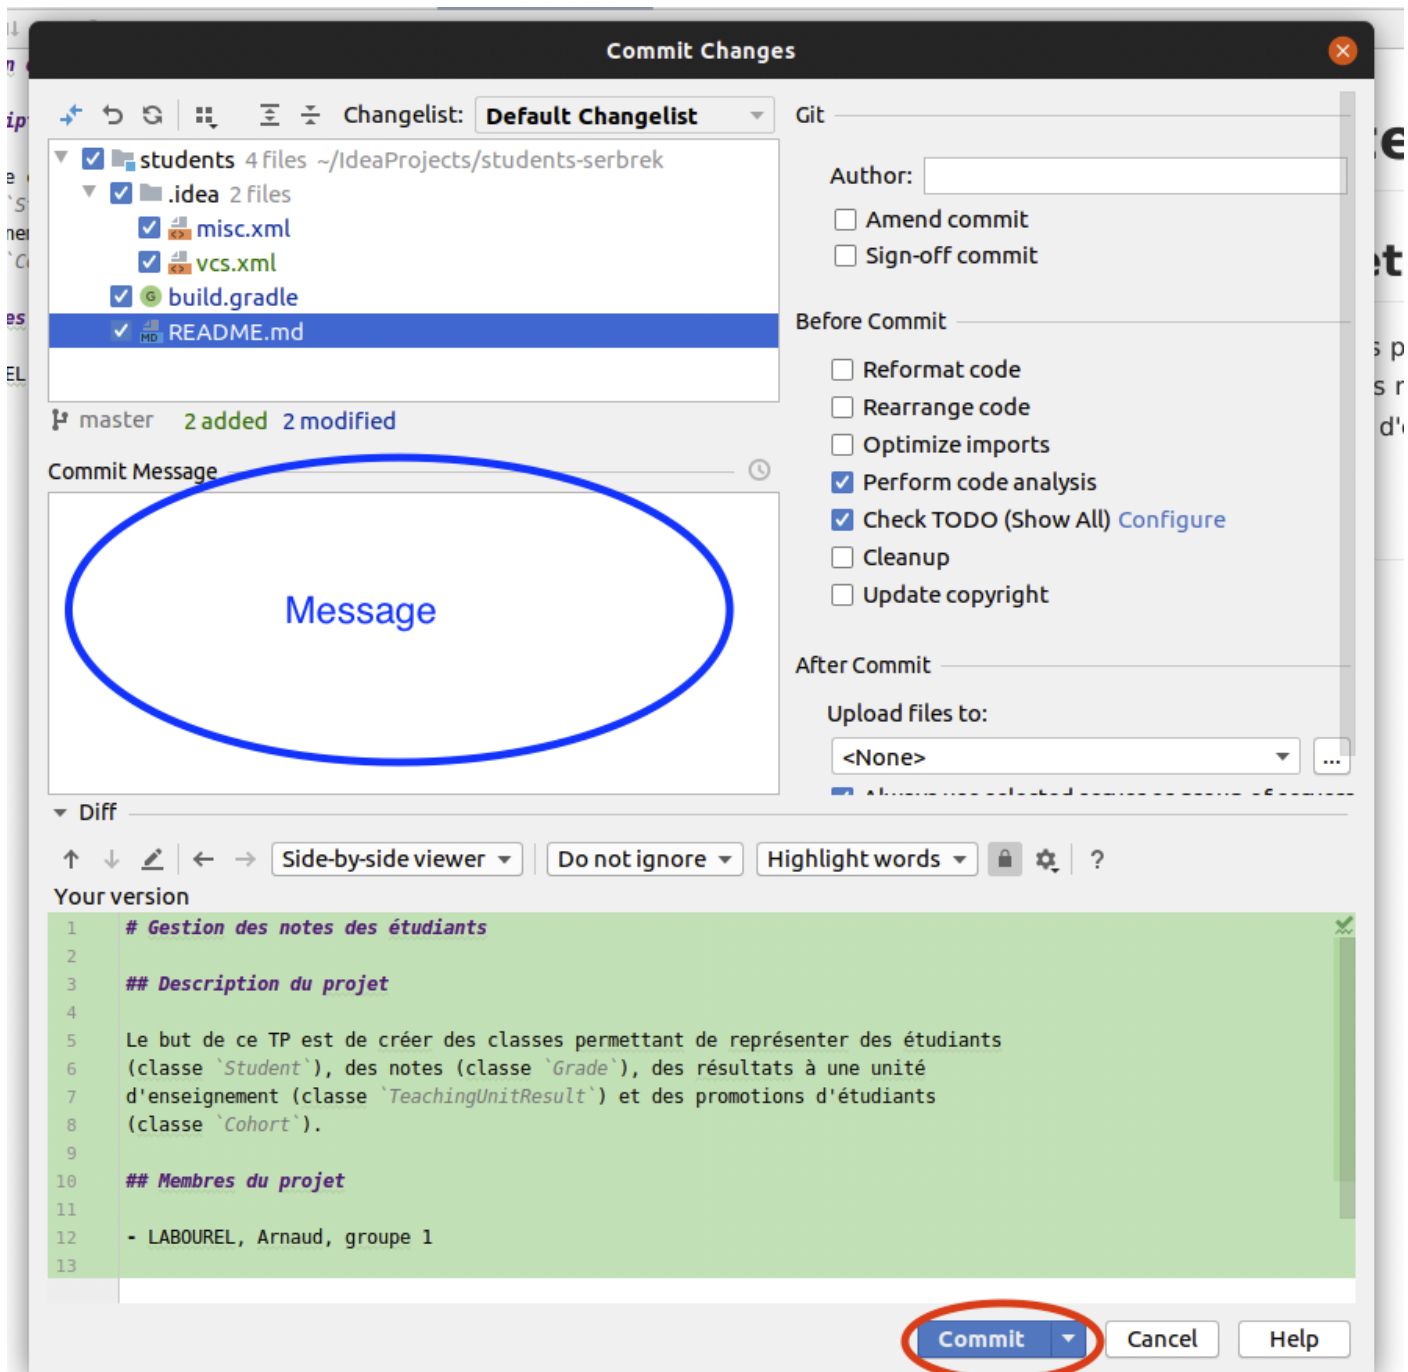 Commit Changes
Changelist: Default Changelist
students 4 files ~/IdeaProjects/students-serbrek
.idea 2 files
misc.xml
vcs.xml
build.gradle
README.md
master 2 added 2 modified
Commit Message
Message
Git
Author:
Amend commit
Sign-off commit
Before Commit
Reformat code
Rearrange code
Optimize imports
Perform code analysis
Check TODO (Show All) Configure
Cleanup
Update copyright
After Commit
Upload files to:
<None>
...
Diff
Side-by-side viewer Do not ignore Highlight words ?
Your version
1 # Gestion des notes des étudiants
2
3 ## Description du projet
4
5 Le but de ce TP est de créer des classes permettant de représenter des étudiants
6 (classe `Student`), des notes (classe `Grade`), des résultats à une unité
7 d'enseignement (classe `TeachingUnitResult`) et des promotions d'étudiants
8 (classe `Cohort`).
9
10 ## Membres du projet
11
12 - LABOUREL, Arnaud, groupe 1
13
Commit Cancel Help